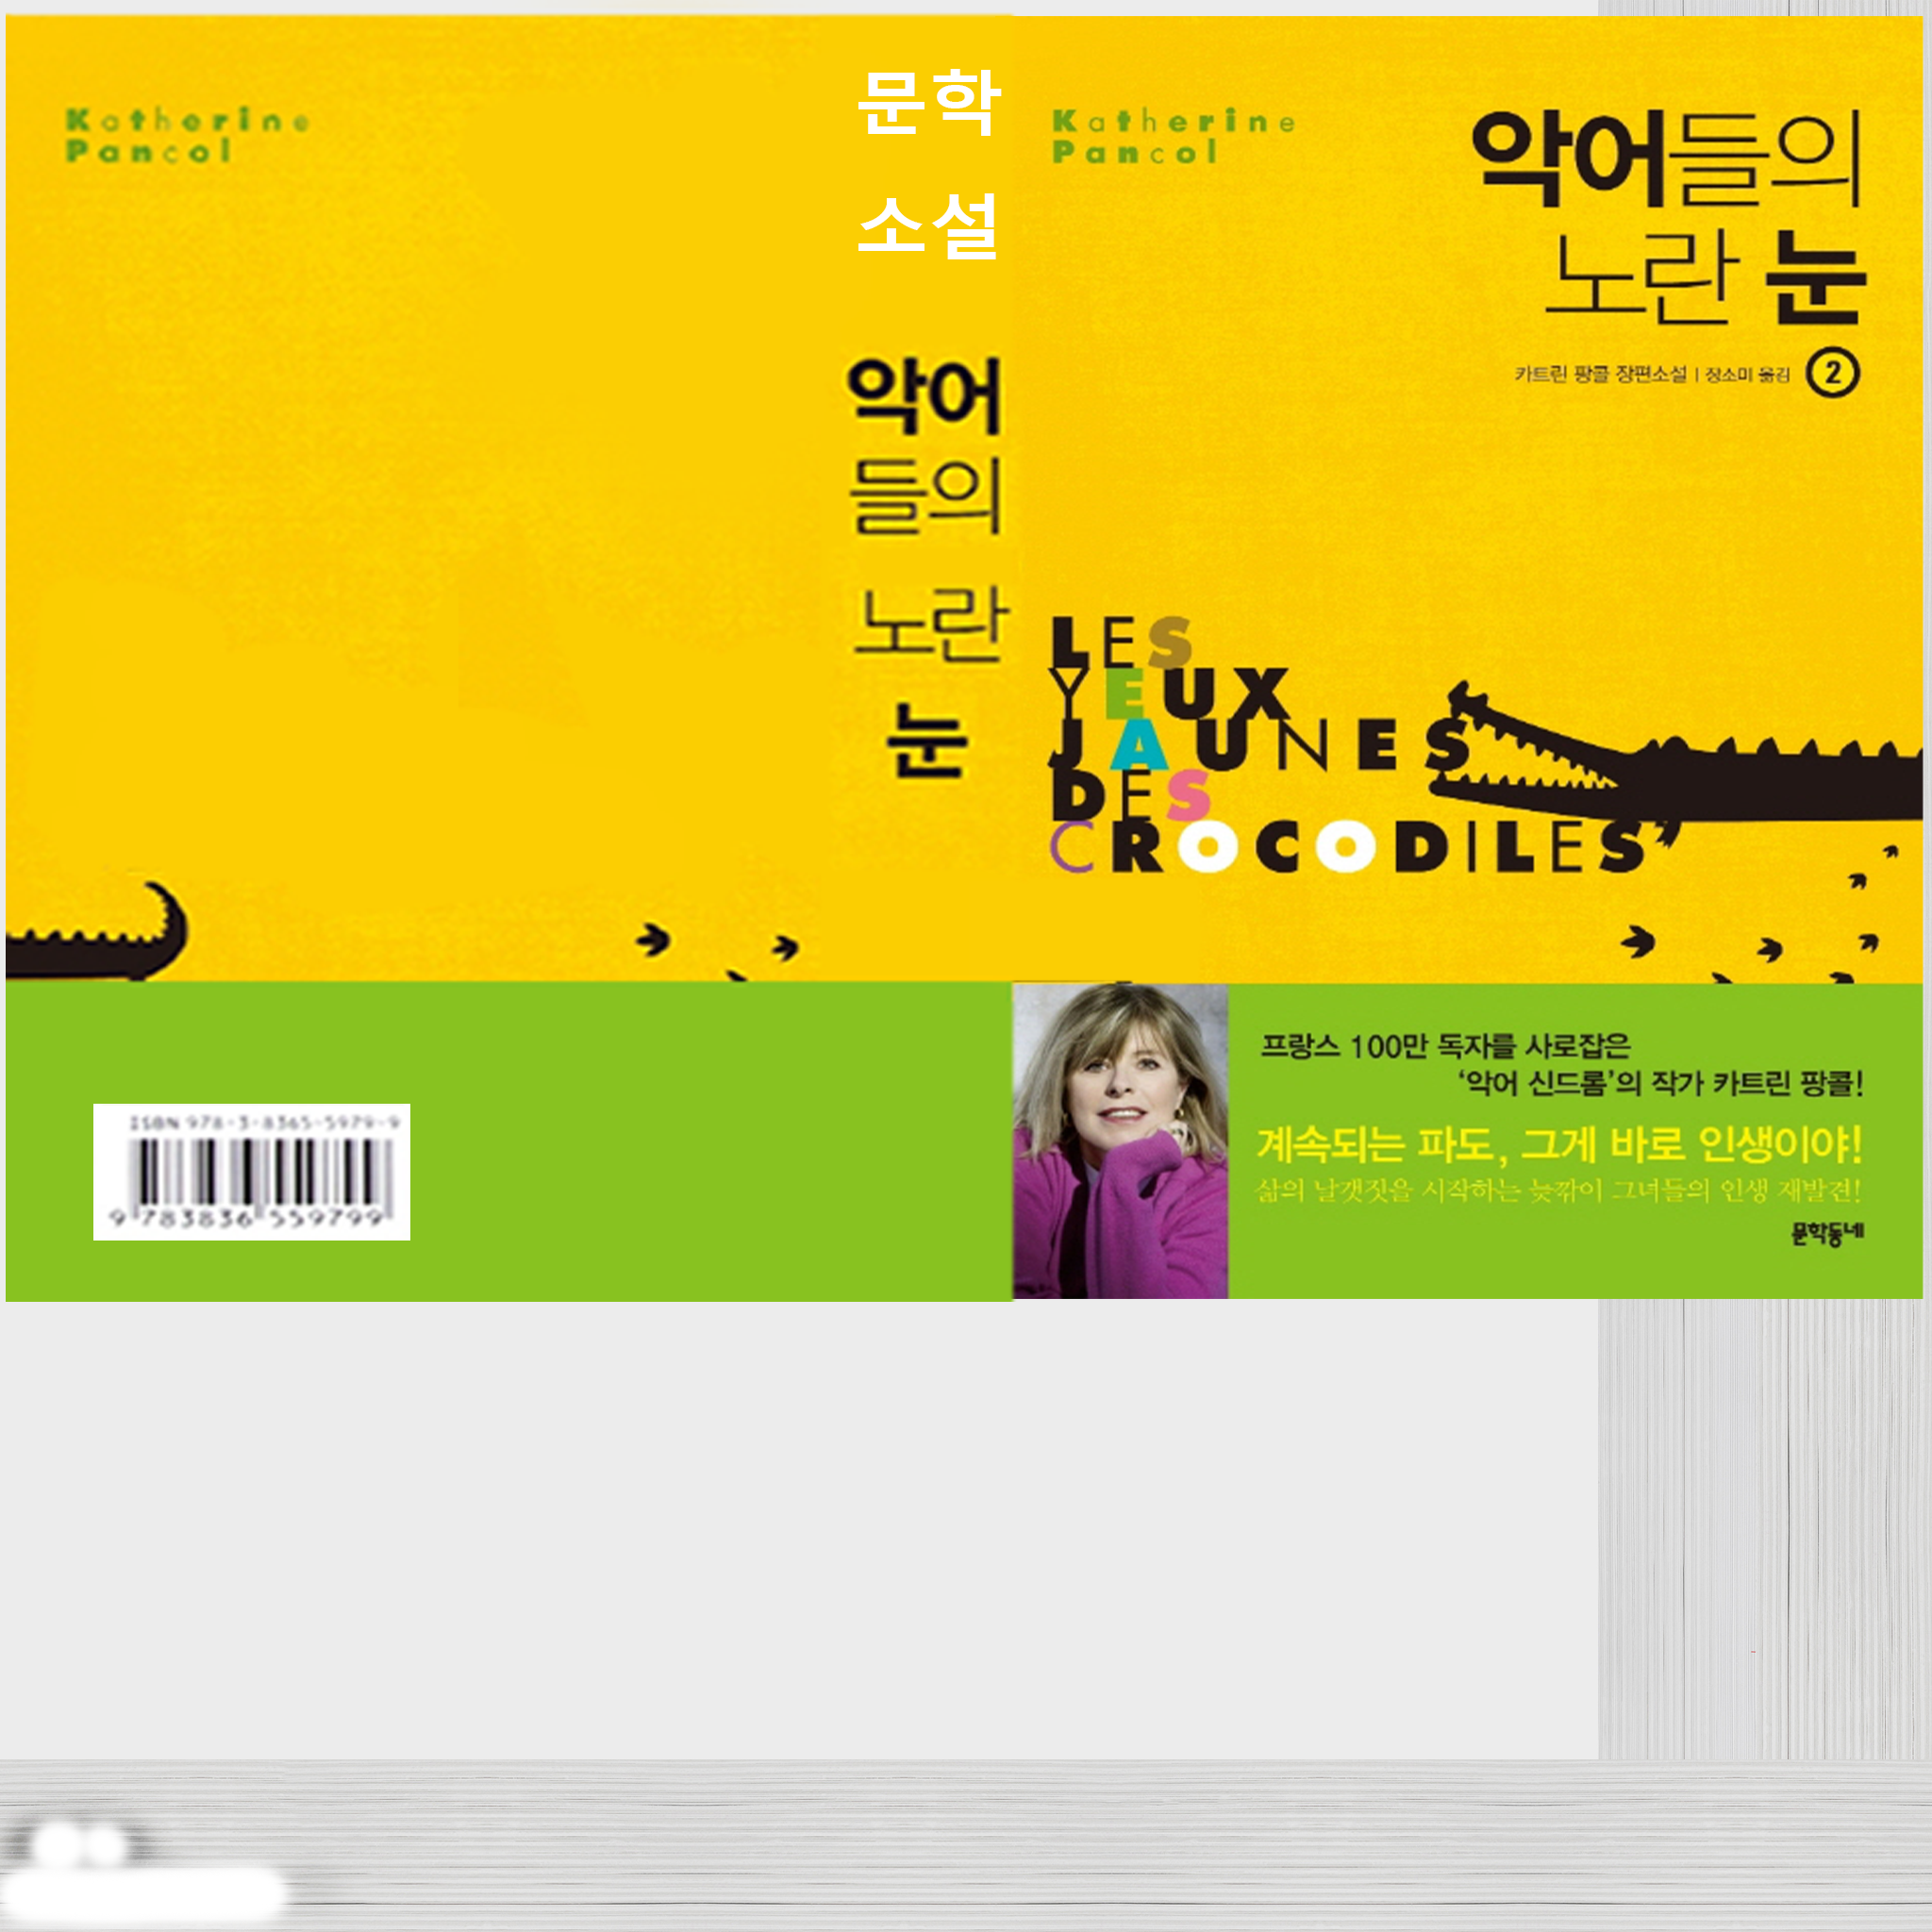 Katherine
Pancol
문학
소설
악어
들의
노란
눈
Katherine
Pancol
악어들의
노란 눈
카트린 팡콜 장편소설 | 장소미 옮김 2
LES
YEUX
JAUNES
DES
CROCODILES
프랑스 100만 독자를 사로잡은
‘악어 신드롬’의 작가 카트린 팡콜!
계속되는 파도, 그게 바로 인생이야!
삶의 날갯짓을 시작하는 늦깎이 그녀들의 인생 재발견!
문학동네
ISBN 978-3-8365-5979-9
9 783836 559799